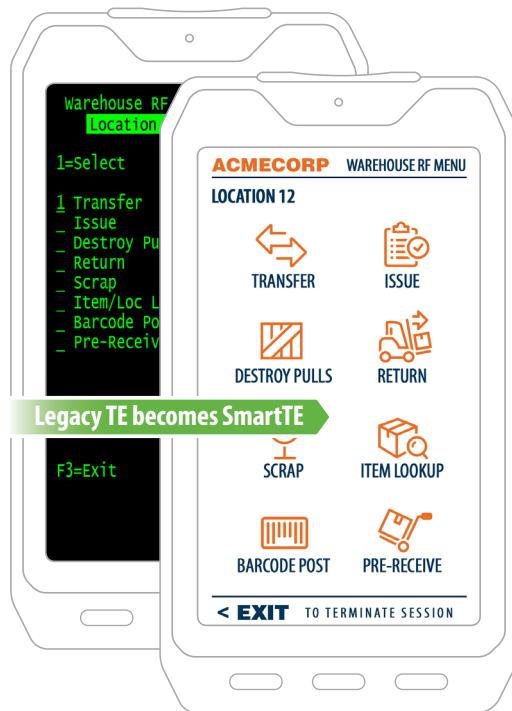 Warehouse RF
Location
1=Select
1 Transfer
_ Issue
_ Destroy Pu
_ Return
_ Scrap
_ Item/Loc L
_ Barcode Po
_ Pre-Receiv
F3=Exit
Legacy TE becomes SmartTE
ACMECORP WAREHOUSE RF MENU
LOCATION 12
TRANSFER ISSUE
DESTROY PULLS RETURN
SCRAP ITEM LOOKUP
BARCODE POST PRE-RECEIVE
< EXIT TO TERMINATE SESSION